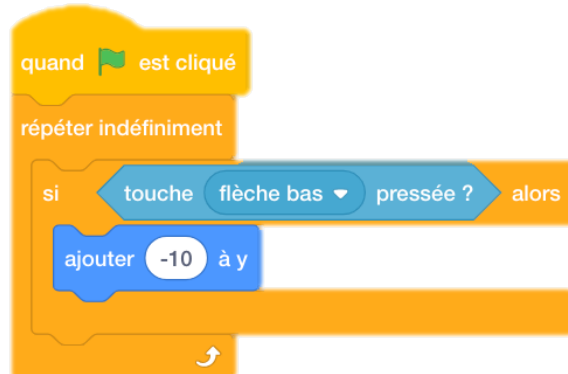 quand est cliqué
répéter indéfiniment
si touche flèche bas pressée ? alors
ajouter -10 à y